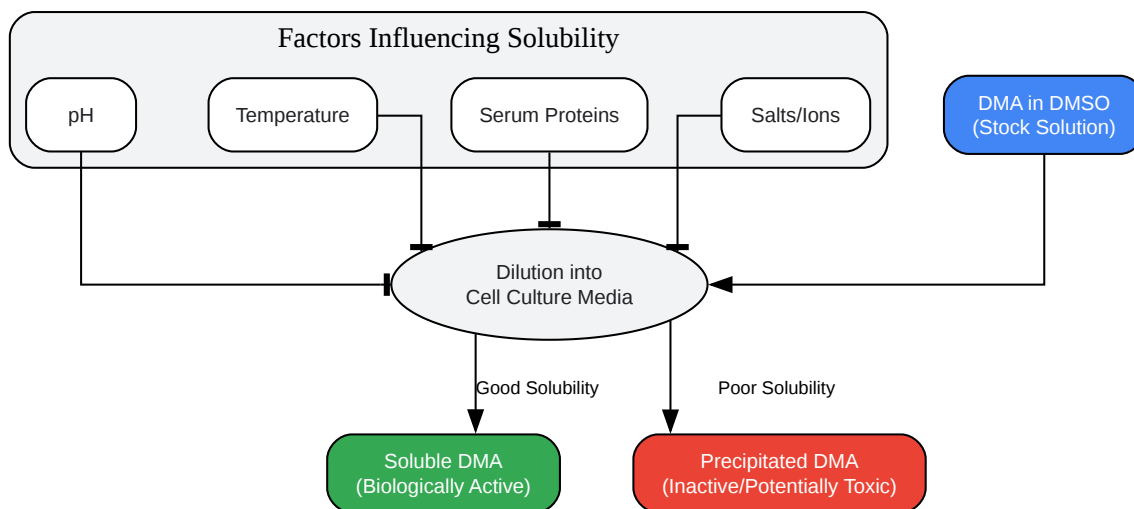 Factors Influencing Solubility
pH
Temperature
Serum Proteins
Salts/Ions
DMA in DMSO
(Stock Solution)
Dilution into
Cell Culture Media
Good Solubility
Poor Solubility
Soluble DMA
(Biologically Active)
Precipitated DMA
(Inactive/Potentially Toxic)